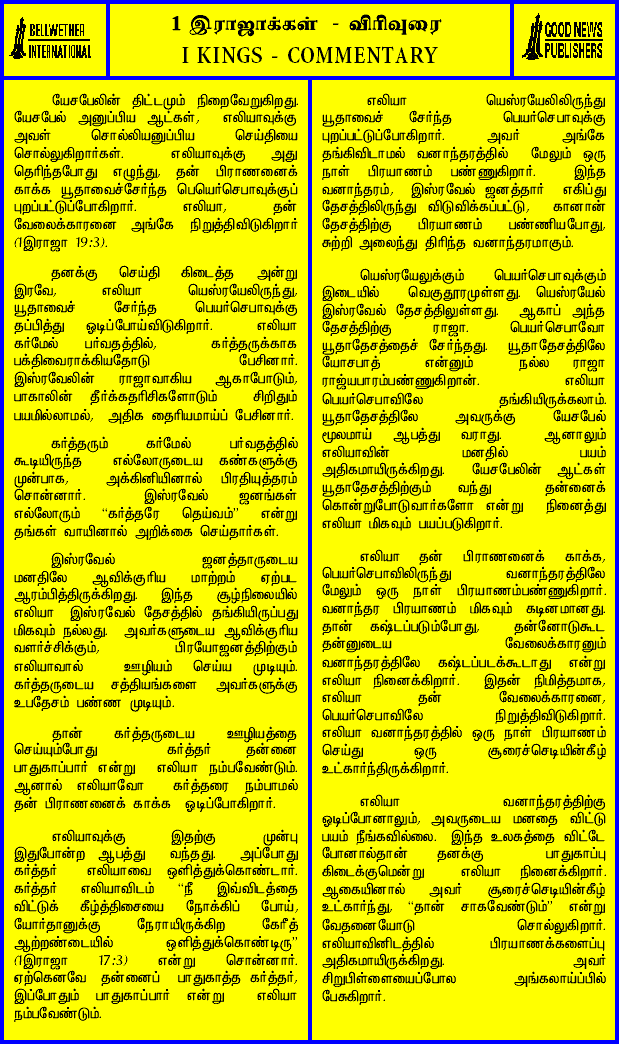 BELLWETHER
INTERNATIONAL
1 இராஜாக்கள் - விரிவுரை
I KINGS - COMMENTARY
GOOD NEWS
PUBLISHERS
யேசபேலின் திட்டமும் நிறைவேறுகிறது.
யேசபேல் அனுப்பிய ஆட்கள், எலியாவுக்கு
அவள் சொல்லியனுப்பிய செய்தியை
சொல்லுகிறார்கள். எலியாவுக்கு அது
தெரிந்தபோது எழுந்து, தன் பிராணனைக்
காக்க யூதாவைச்சேர்ந்த பெயெர்செபாவுக்குப்
புறப்பட்டுப்போகிறார். எலியா, தன்
வேலைக்காரனை அங்கே நிறுத்திவிடுகிறார்
(1இராஜா 19:3).
தனக்கு செய்தி கிடைத்த அன்று
இரவே, எலியா யெஸ்ரயேலிருந்து,
யூதாவைச் சேர்ந்த பெயர்செபாவுக்கு
தப்பித்து ஓடிப்போய்விடுகிறார். எலியா
கர்மேல் பர்வதத்தில், கர்த்தருக்காக
பக்திவைராக்கியதோடு பேசினார்.
இஸ்ரவேலின் ராஜாவாகிய ஆகாபோடும்,
பாகாலின் தீர்க்கதரிசிகளோடும் சிறிதும்
பயமில்லாமல், அதிக தைரியமாய்ப் பேசினார்.
கர்த்தரும் கர்மேல் பர்வதத்தில்
கூடியிருந்த எல்லோருடைய கண்களுக்கு
முன்பாக, அக்கினியினால் பிரதியுத்தரம்
சொன்னார். இஸ்ரவேல் ஜனங்கள்
எல்லோரும் “கர்த்தரே தெய்வம்” என்று
தங்கள் வாயினால் அறிக்கை செய்தார்கள்.
இஸ்ரவேல் ஜனத்தாருடைய
மனதிலே ஆவிக்குரிய மாற்றம் ஏற்பட
ஆரம்பித்திருக்கிறது. இந்த சூழ்நிலையில்
எலியா இஸ்ரவேல் தேசத்தில் தங்கியிருப்பது
மிகவும் நல்லது. அவர்களுடைய ஆவிக்குரிய
வளர்ச்சிக்கும், பிரயோஜனத்திற்கும்
எலியாவால் ஊழியம் செய்ய முடியும்.
கர்த்தருடைய சத்தியங்களை அவர்களுக்கு
உபதேசம் பண்ண முடியும்.
தான் கர்த்தருடைய ஊழியத்தை
செய்யும்போது கர்த்தர் தன்னை
பாதுகாப்பார் என்று எலியா நம்பவேண்டும்.
ஆனால் எலியாவோ கர்த்தரை நம்பாமல்
தன் பிராணனைக் காக்க ஓடிப்போகிறார்.
எலியாவுக்கு இதற்கு முன்பு
இதுபோன்ற ஆபத்து வந்தது. அப்போது
கர்த்தர் எலியாவை ஒளித்துக்கொண்டார்.
கர்த்தர் எலியாவிடம் “நீ இவ்விடத்தை
விட்டுக் கீழ்த்திசையை நோக்கிப் போய்,
யோர்தானுக்கு நேராயிருக்கிற கேரீத்
ஆற்றண்டையில் ஒளித்துக்கொண்டிரு”
(1இராஜா 17:3) என்று சொன்னார்.
ஏற்கெனவே தன்னைப் பாதுகாத்த கர்த்தர்,
இப்போதும் பாதுகாப்பார் என்று எலியா
நம்பவேண்டும்.
எலியா யெஸ்ரயேலிலிருந்து
யூதாவைச் சேர்ந்த பெயர்செபாவுக்கு
புறப்பட்டுப்போகிறார். அவர் அங்கே
தங்கிவிடாமல் வனாந்தரத்தில் மேலும் ஒரு
நாள் பிரயாணம் பண்ணுகிறார். இந்த
வனாந்தரம், இஸ்ரவேல் ஜனத்தார் எகிப்து
தேசத்திலிருந்து விடுவிக்கப்பட்டு, கானான்
தேசத்திற்கு பிரயாணம் பண்ணியபோது,
சுற்றி அலைந்து திரிந்த வனாந்தரமாகும்.
யெஸ்ரயேலுக்கும் பெயர்செபாவுக்கும்
இடையில் வெகுதூரமுள்ளது. யெஸ்ரயேல்
இஸ்ரவேல் தேசத்திலுள்ளது. ஆகாப் அந்த
தேசத்திற்கு ராஜா. பெயர்செபாவோ
யூதாதேசத்தைச் சேர்ந்தது. யூதாதேசத்திலே
யோசபாத் என்னும் நல்ல ராஜா
ராஜ்யபாரம்பண்ணுகிறான். எலியா
பெயர்செபாவிலே தங்கியிருக்கலாம்.
யூதாதேசத்திலே அவருக்கு யேசபேல்
மூலமாய் ஆபத்து வராது. ஆனாலும்
எலியாவின் மனதில் பயம்
அதிகமாயிருக்கிறது. யேசபேலின் ஆட்கள்
யூதாதேசத்திற்கும் வந்து தன்னைக்
கொன்றுபோடுவார்களோ என்று நினைத்து
எலியா மிகவும் பயப்படுகிறார்.
எலியா தன் பிராணனைக் காக்க,
பெயர்செபாவிலிருந்து வனாந்தரத்திலே
மேலும் ஒரு நாள் பிரயாணம்பண்ணுகிறார்.
வனாந்தர பிரயாணம் மிகவும் கடினமானது.
தான் கஷ்டப்படும்போது, தன்னோடுகூட
தன்னுடைய வேலைக்காரனும்
வனாந்தரத்திலே கஷ்டப்படக்கூடாது என்று
எலியா நினைக்கிறார். இதன் நிமித்தமாக,
எலியா தன் வேலைக்காரனை,
பெயர்செபாவிலே நிறுத்திவிடுகிறார்.
எலியா வனாந்தரத்தில் ஒரு நாள் பிரயாணம்
செய்து ஒரு சூரைச்செடியின்கீழ்
உட்கார்ந்திருக்கிறார்.
எலியா வனாந்தரத்திற்கு
ஓடிப்போனாலும், அவருடைய மனதை விட்டு
பயம் நீங்கவில்லை. இந்த உலகத்தை விட்டே
போனால்தான் தனக்கு பாதுகாப்பு
கிடைக்குமென்று எலியா நினைக்கிறார்.
ஆகையினால் அவர் சூரைச்செடியின்கீழ்
உட்கார்ந்து, “தான் சாகவேண்டும்” என்று
வேதனையோடு சொல்லுகிறார்.
எலியாவினிடத்தில் பிரயாணக்களைப்பு
அதிகமாயிருக்கிறது. அவர்
சிறுபிள்ளையைப்போல அங்கலாய்ப்பில்
பேசுகிறார்.